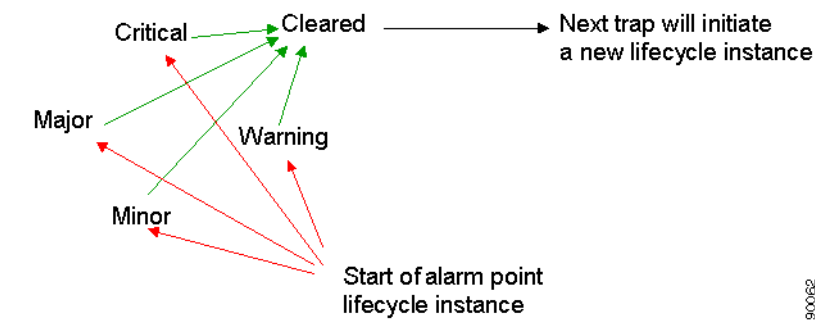 Critical
Cleared
Next trap will initiate
a new lifecycle instance
Major
Warning
Minor
Start of alarm point
lifecycle instance
90062